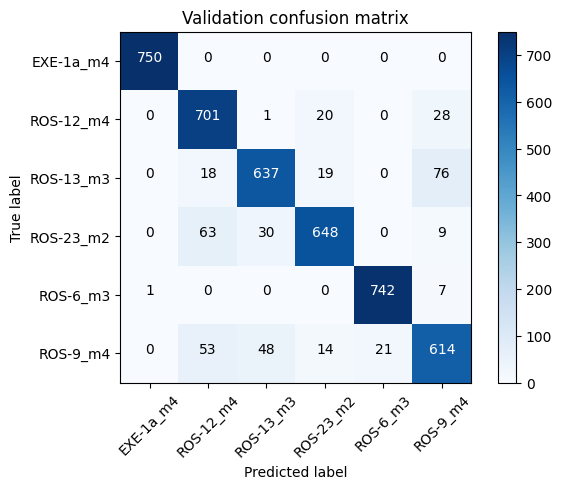 Validation confusion matrix
True label
EXE-1a_m4 750 0 0 0 0 0
ROS-12_m4 0 701 1 20 0 28
ROS-13_m3 0 18 637 19 0 76
ROS-23_m2 0 63 30 648 0 9
ROS-6_m3 1 0 0 0 742 7
ROS-9_m4 0 53 48 14 21 614
EXE-1a_m4 ROS-12_m4 ROS-13_m3 ROS-23_m2 ROS-6_m3 ROS-9_m4
Predicted label
700
600
500
400
300
200
100
0